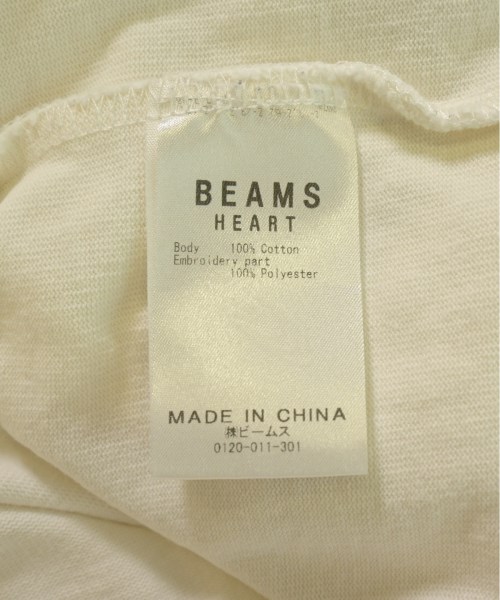 BEAMS
HEART
Body 100% Cotton
Embroidery part
100% Polyester
MADE IN CHINA
㈱ビームス
0120-011-301